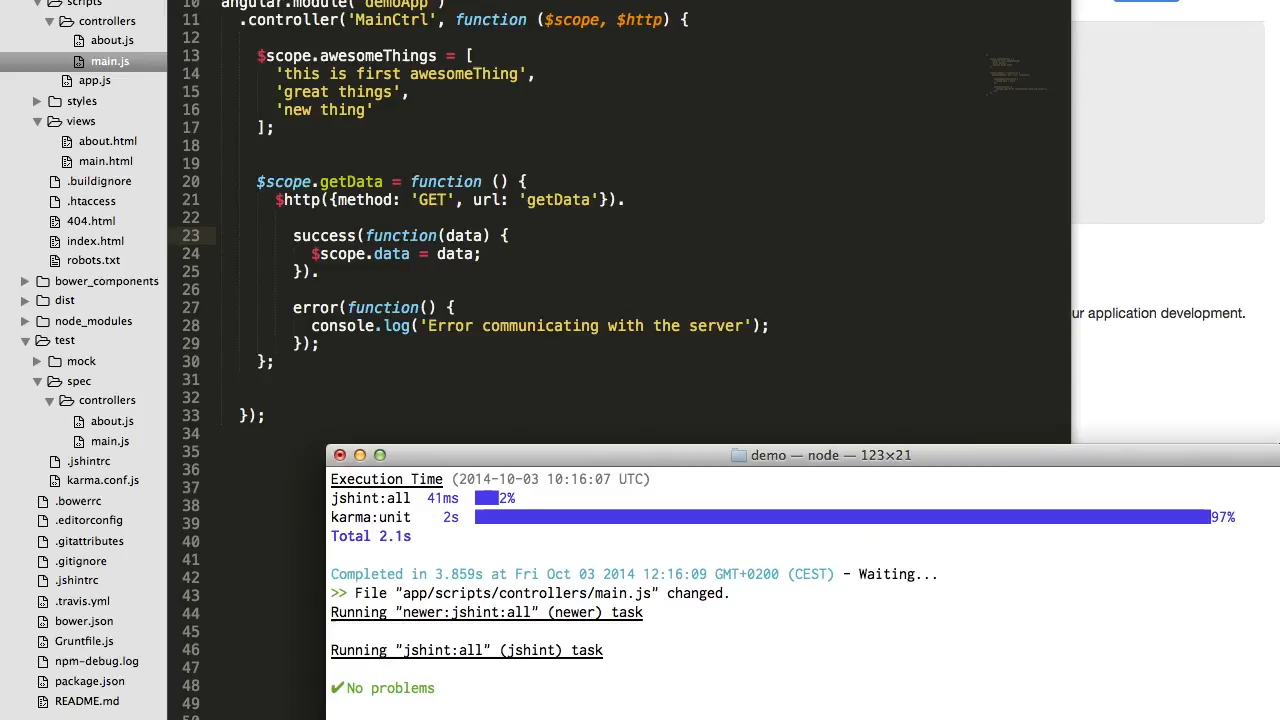 scripts
controllers
about.js
main.js
app.js
styles
views
about.html
main.html
.buildignore
.htaccess
404.html
index.html
robots.txt
bower_components
dist
node_modules
test
mock
spec
controllers
about.js
main.js
.jshintrc
karma.conf.js
.bowerrc
.editorconfig
.gitattributes
.gitignore
.jshintrc
.travis.yml
bower.json
Gruntfile.js
npm-debug.log
package.json
README.md
10 angular.module('demoApp')
11 .controller('MainCtrl', function ($scope, $http) {
12
13 $scope.awesomeThings = [
14 'this is first awesomeThing',
15 'great things',
16 'new thing'
17 ];
18
19
20 $scope.getData = function () {
21 $http({method: 'GET', url: 'getData'}).
22
23 success(function(data) {
24 $scope.data = data;
25 }).
26
27 error(function() {
28 console.log('Error communicating with the server');
29 });
30 };
31
32
33 });
34
35
36
37
38
39
40
41
42
43
44
45
46
47
48
49
50
ur application development.
demo — node — 123×21
Execution Time (2014-10-03 10:16:07 UTC)
jshint:all 41ms 2%
karma:unit 2s 97%
Total 2.1s
Completed in 3.859s at Fri Oct 03 2014 12:16:09 GMT+0200 (CEST) - Waiting...
>> File "app/scripts/controllers/main.js" changed.
Running "newer:jshint:all" (newer) task
Running "jshint:all" (jshint) task
✔ No problems